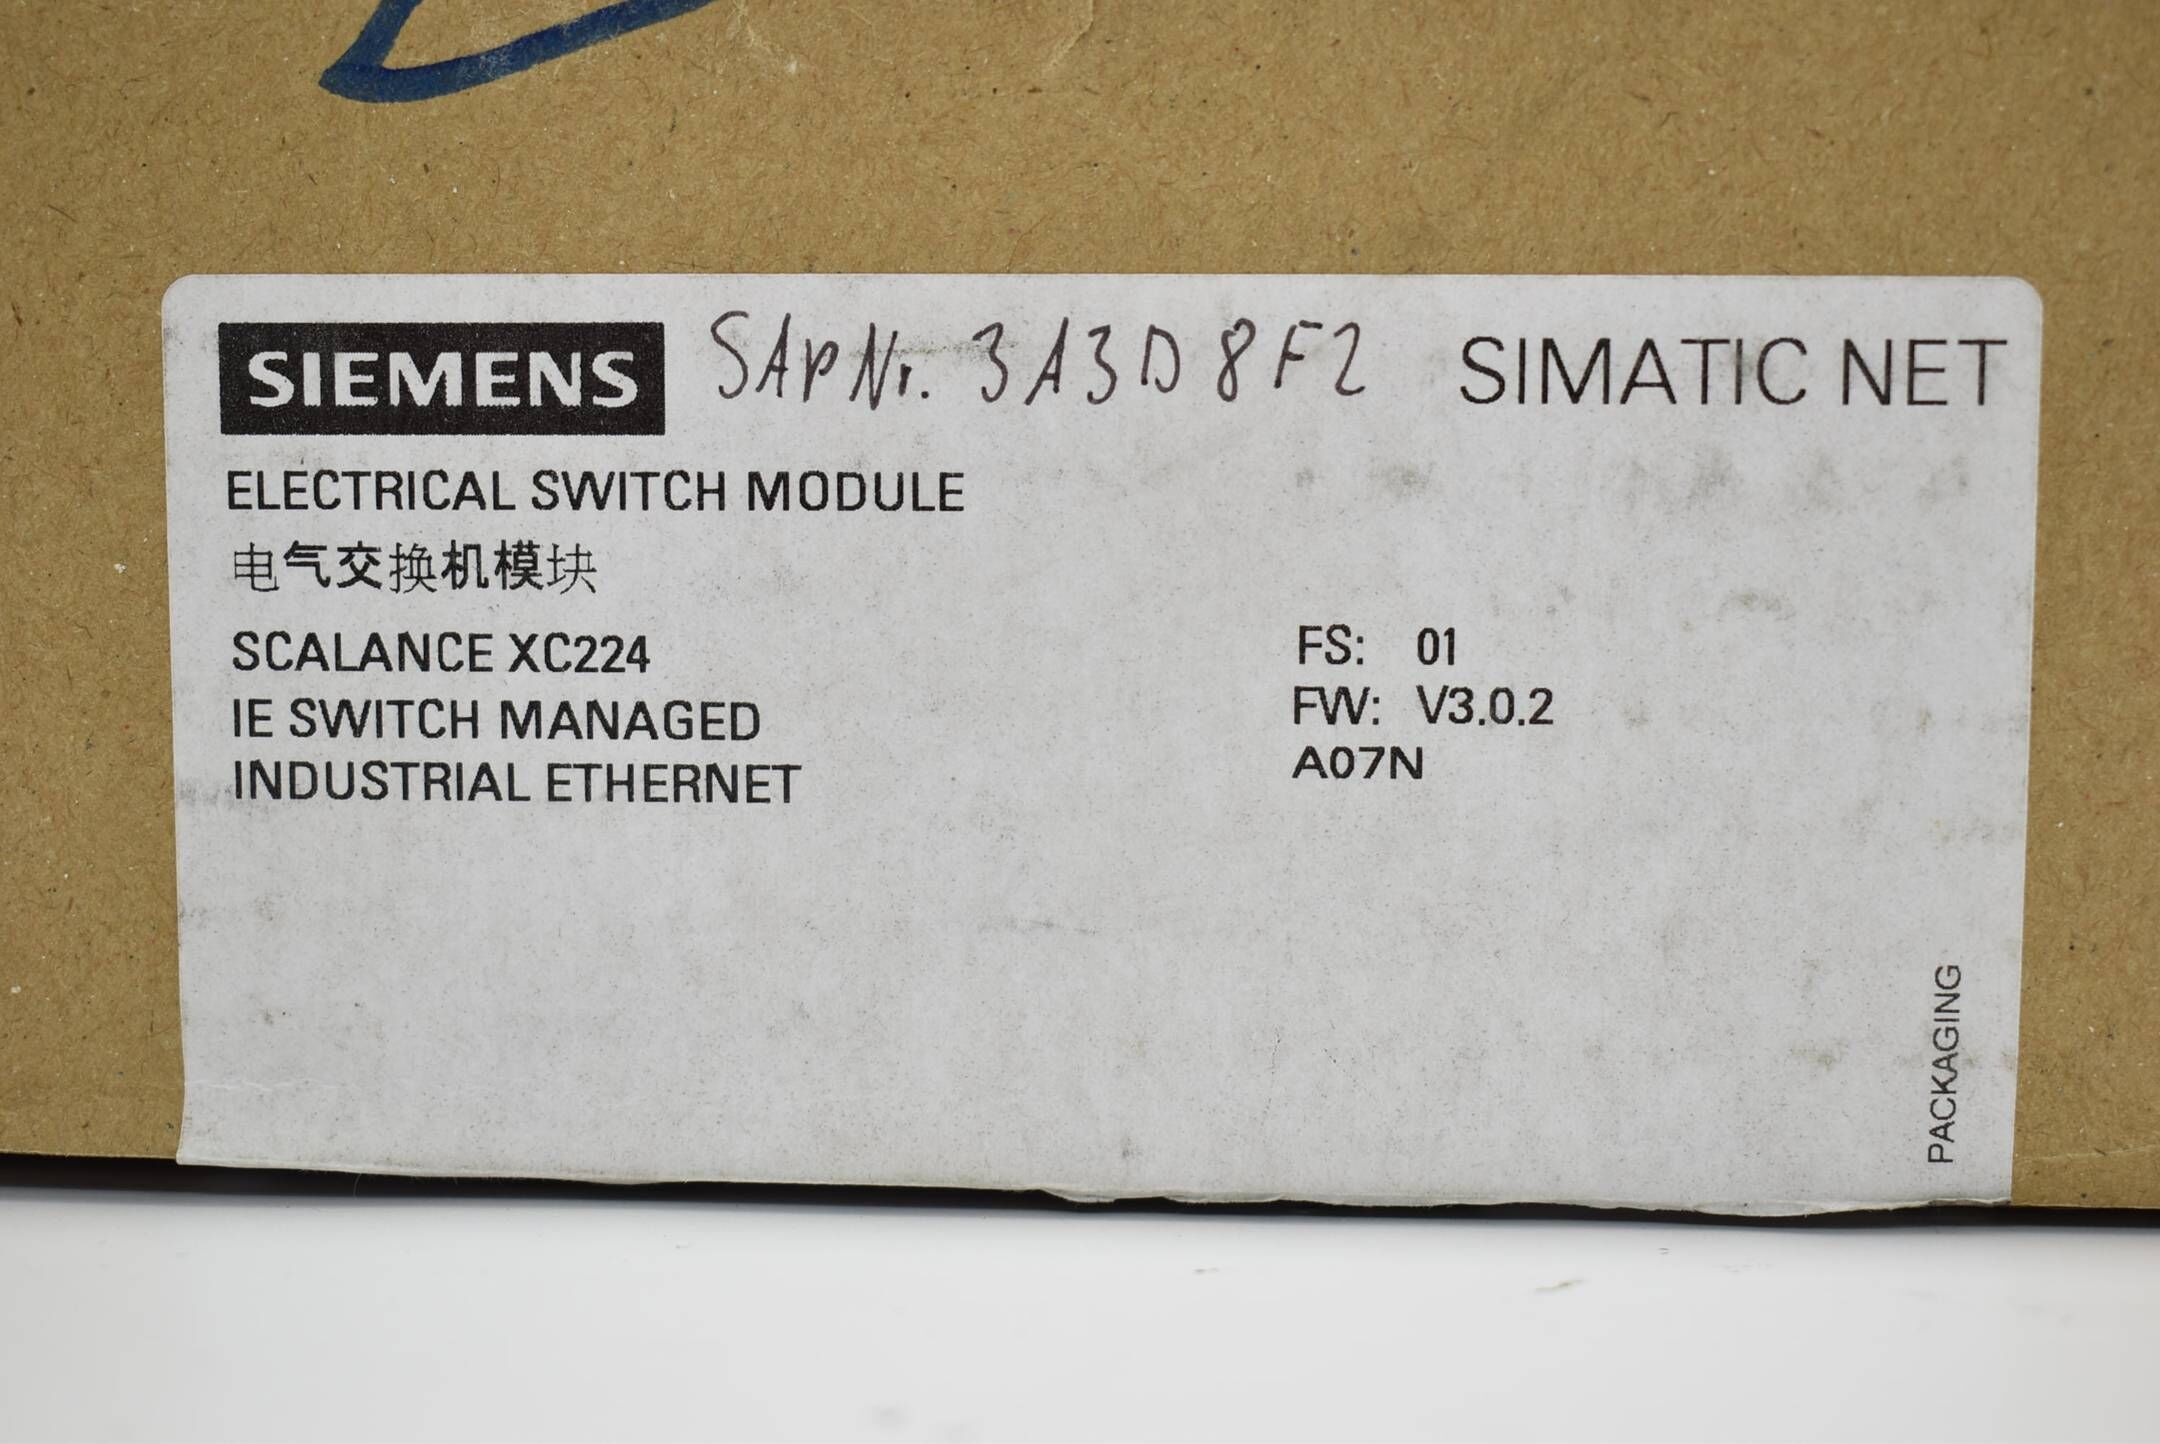 SIEMENS SAP Nr. 3A3D8F2 SIMATIC NET
ELECTRICAL SWITCH MODULE
电气交换机模块
SCALANCE XC224
IE SWITCH MANAGED
INDUSTRIAL ETHERNET
FS: 01
FW: V3.0.2
A07N
PACKAGING